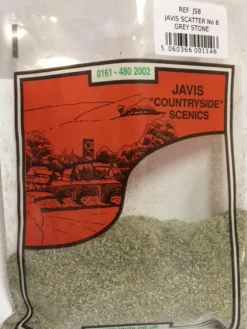 REF JS8
JAVIS SCATTER No 8
GREY STONE
5 060366 001146
0161 - 480 2002
JAVIS
"COUNTRYSIDE"
SCENICS